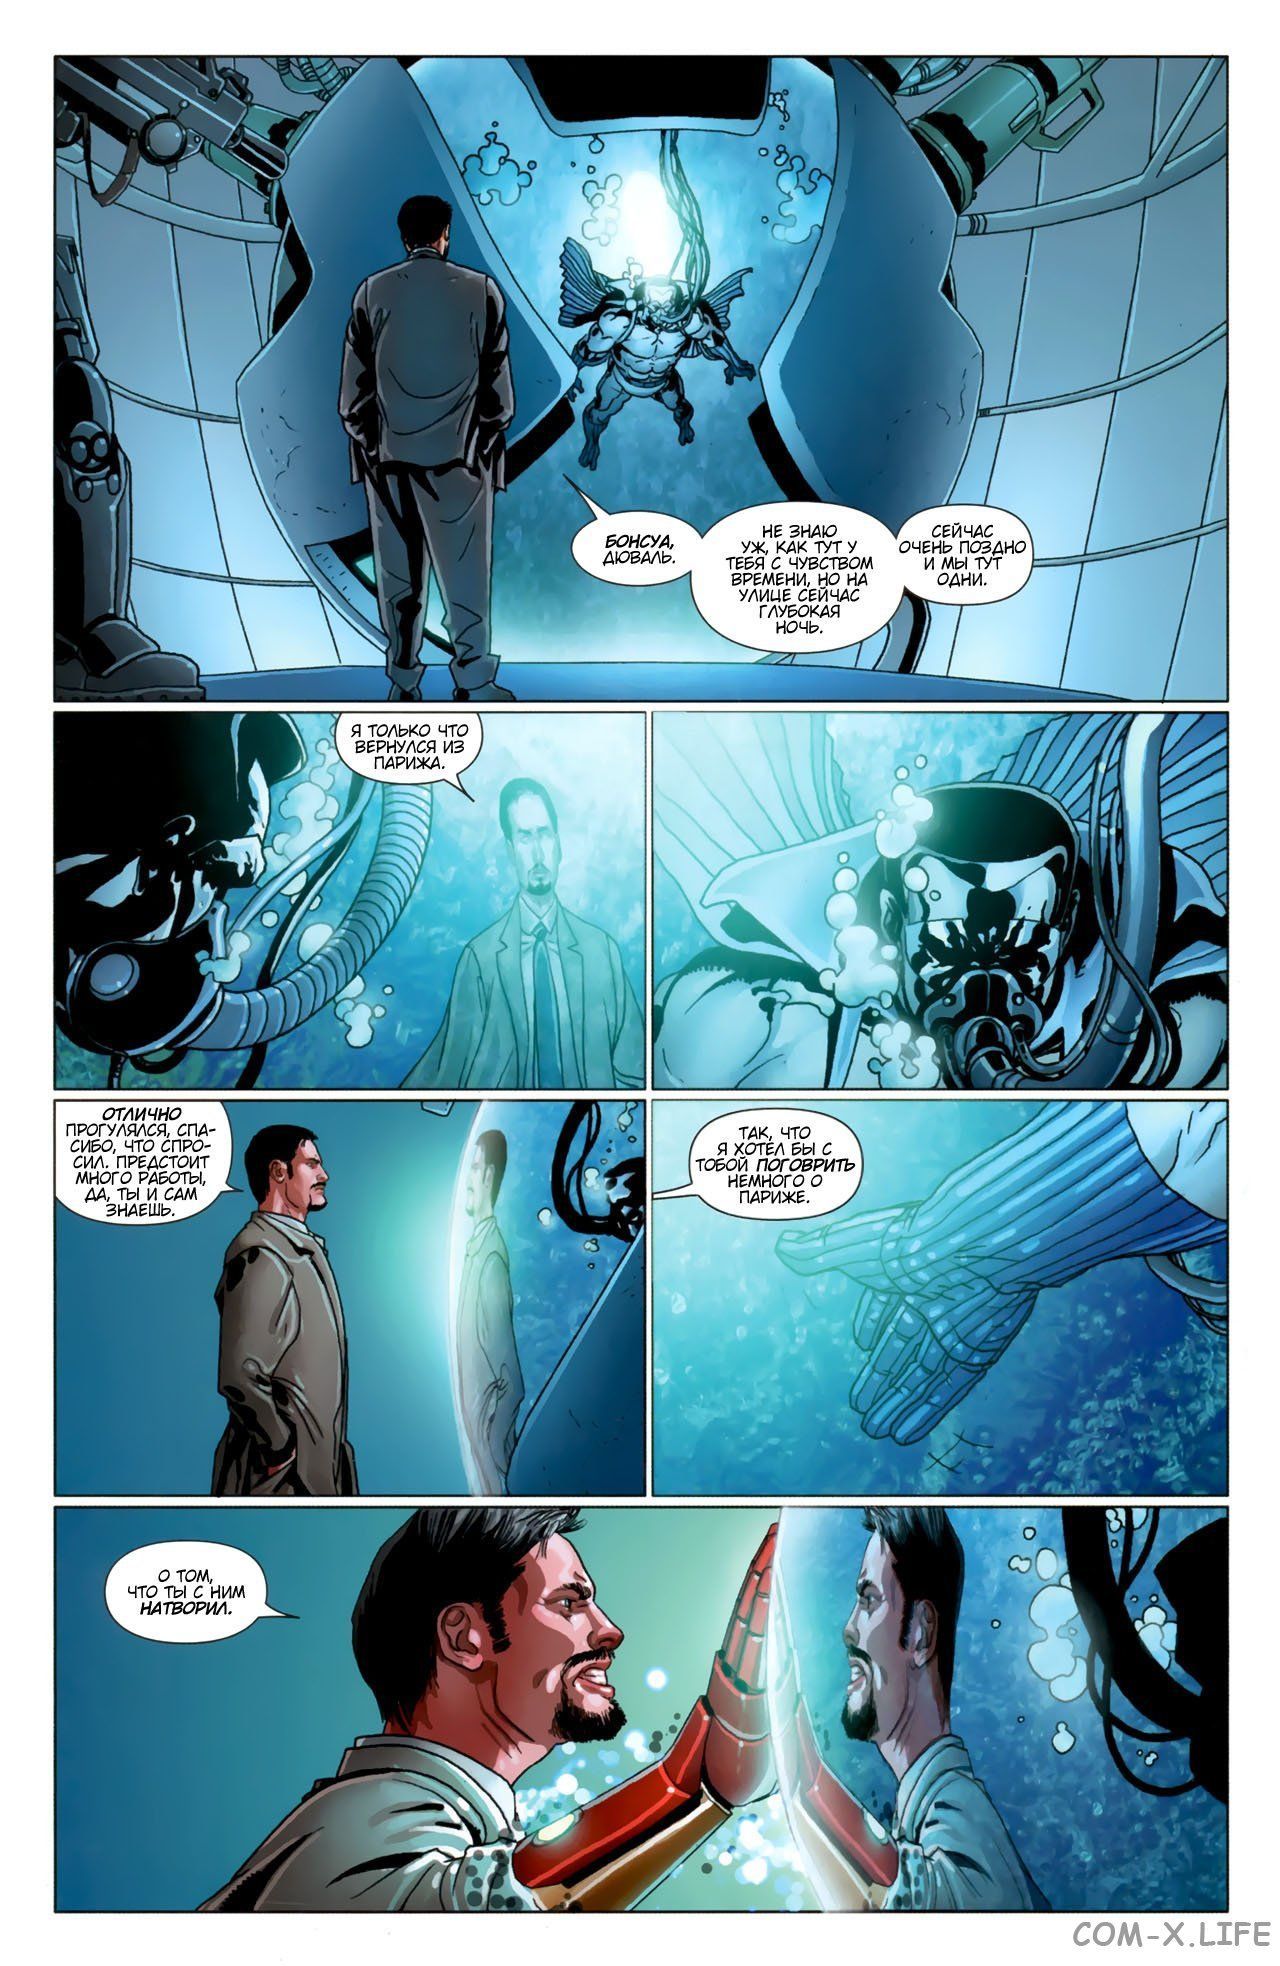 БОНСУА,
ДЮВАЛЬ.
НЕ ЗНАЮ
УЖ, КАК ТУТ У
ТЕБЯ С ЧУВСТВОМ
ВРЕМЕНИ, НО НА
УЛИЦЕ СЕЙЧАС
ГЛУБОКАЯ
НОЧЬ.
СЕЙЧАС
ОЧЕНЬ ПОЗДНО
И МЫ ТУТ
ОДНИ.
Я ТОЛЬКО ЧТО
ВЕРНУЛСЯ ИЗ
ПАРИЖА.
ОТЛИЧНО
ПРОГУЛЯЛСЯ, СПА-
СИБО, ЧТО СПРО-
СИЛ. ПРЕДСТОИТ
МНОГО РАБОТЫ,
ДА, ТЫ И САМ
ЗНАЕШЬ.
ТАК, ЧТО
Я ХОТЕЛ БЫ С
ТОБОЙ ПОГОВРИТЬ
НЕМНОГО О
ПАРИЖЕ.
О ТОМ,
ЧТО ТЫ С НИМ
НАТВОРИЛ.
COM-X.LIFE